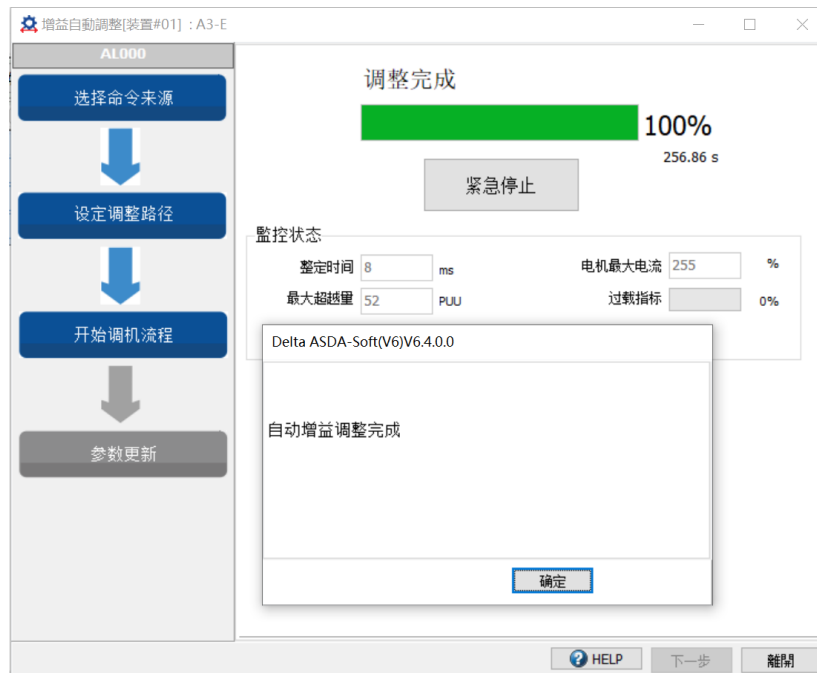 增益自動調整[装置#01] : A3-E
AL000
选择命令来源
设定调整路径
开始调机流程
参数更新
调整完成
100%
256.86 s
紧急停止
監控状态
整定时间 8 ms
电机最大电流 255 %
最大超越量 52 PUU
过载指标 0%
Delta ASDA-Soft(V6)V6.4.0.0
自动增益调整完成
确定
HELP
下一步
離開